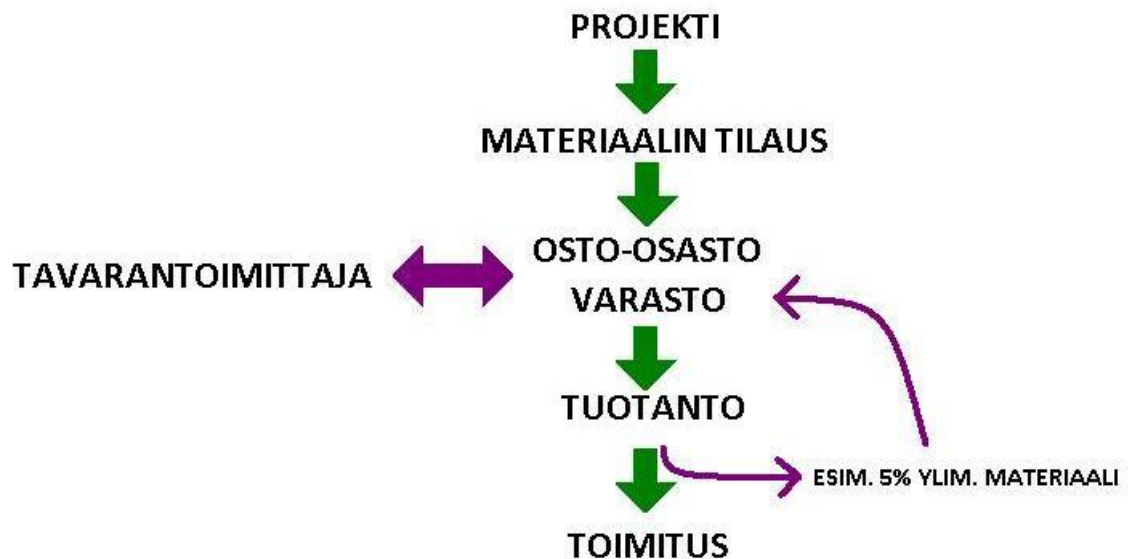 PROJEKTI
MATERIAALIN TILAUS
OSTO-OSASTO
VARASTO
TAVARANTOIMITTAJA
TUOTANTO
ESIM. 5% YLIM. MATERIAALI
TOIMITUS